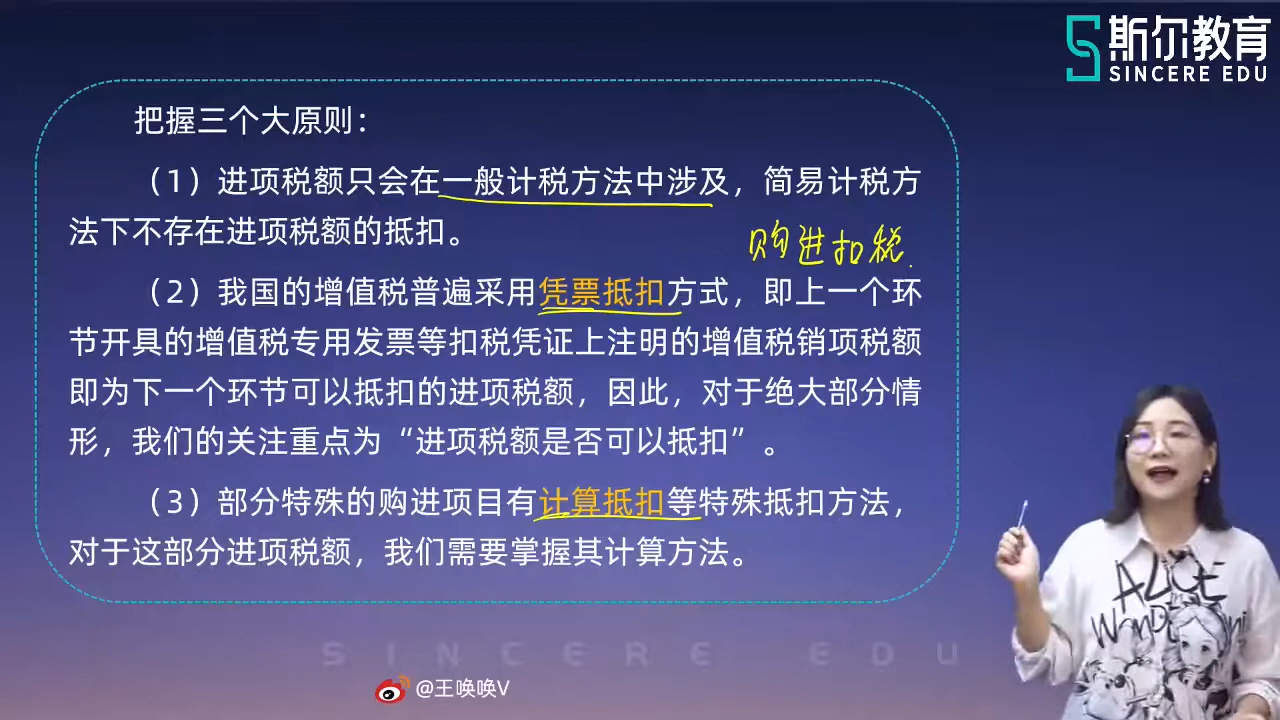 斯尔教育
SINCERE EDU
把握三个大原则：
（1）进项税额只会在一般计税方法中涉及，简易计税方
法下不存在进项税额的抵扣。
购进扣税.
（2）我国的增值税普遍采用凭票抵扣方式，即上一个环
节开具的增值税专用发票等扣税凭证上注明的增值税销项税额
即为下一个环节可以抵扣的进项税额，因此，对于绝大部分情
形，我们的关注重点为“进项税额是否可以抵扣”。
（3）部分特殊的购进项目有计算抵扣等特殊抵扣方法，
对于这部分进项税额，我们需要掌握其计算方法。
SINCERE EDU
@王唤唤V